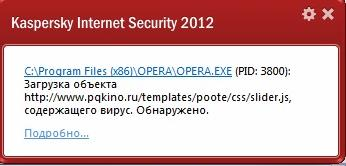 Kaspersky Internet Security 2012
C:\Program Files (x86)\OPERA\OPERA.EXE (PID: 3800):
Загрузка объекта
http://www.pqkino.ru/templates/poote/css/slider.js,
содержащего вирус. Обнаружено.
Подробно...